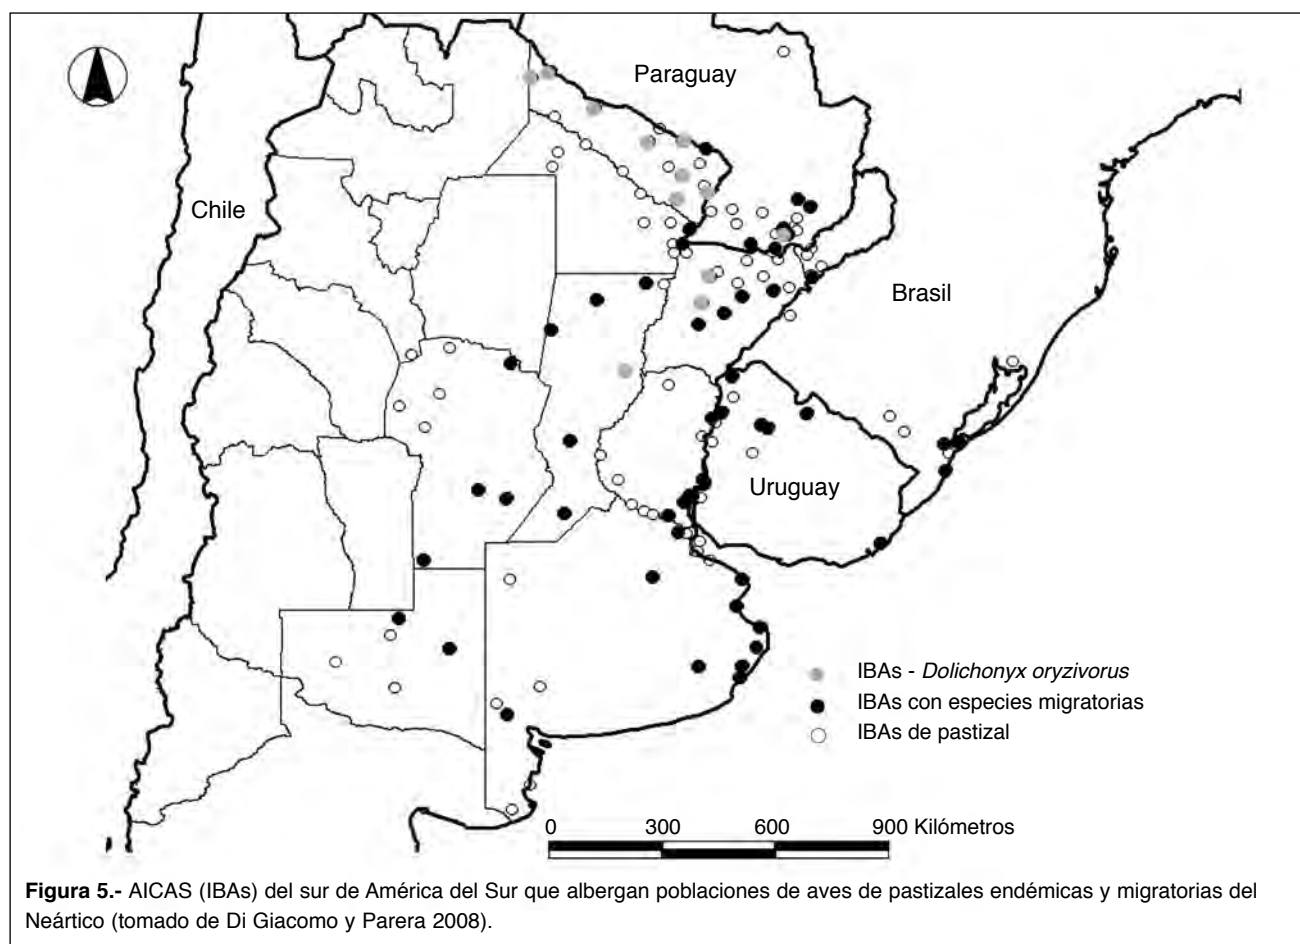 Paraguay
Chile
Brasil
Uruguay
IBAs - Dolichonyx oryzivorus
IBAs con especies migratorias
IBAs de pastizal
0 300 600 900 Kilómetros
Figura 5.- AICAS (IBAs) del sur de América del Sur que albergan poblaciones de aves de pastizales endémicas y migratorias del
Neártico (tomado de Di Giacomo y Parera 2008).